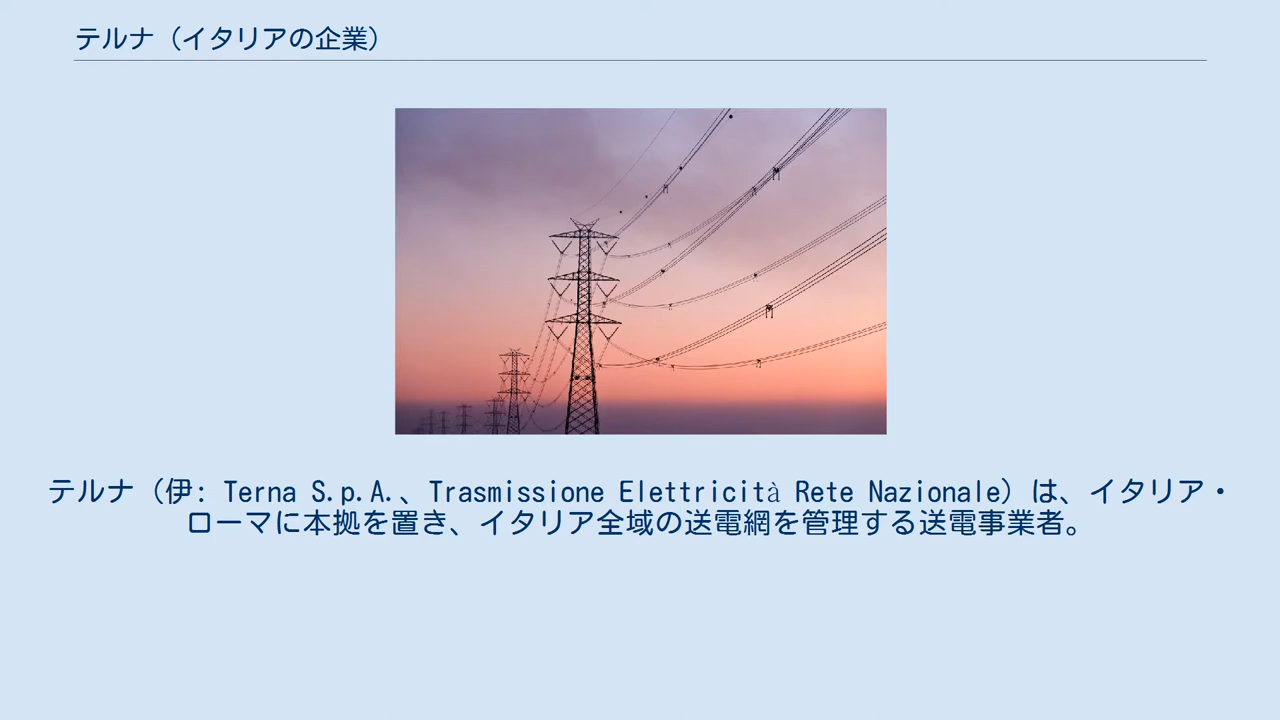 テルナ（イタリアの企業）
テルナ（伊: Terna S.p.A.、Trasmissione Elettricità Rete Nazionale）は、イタリア・
ローマに本拠を置き、イタリア全域の送電網を管理する送電事業者。